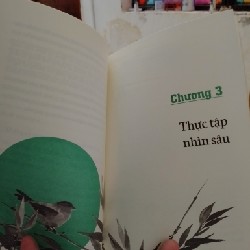 Chương 3
Thực tập
nhìn sâu